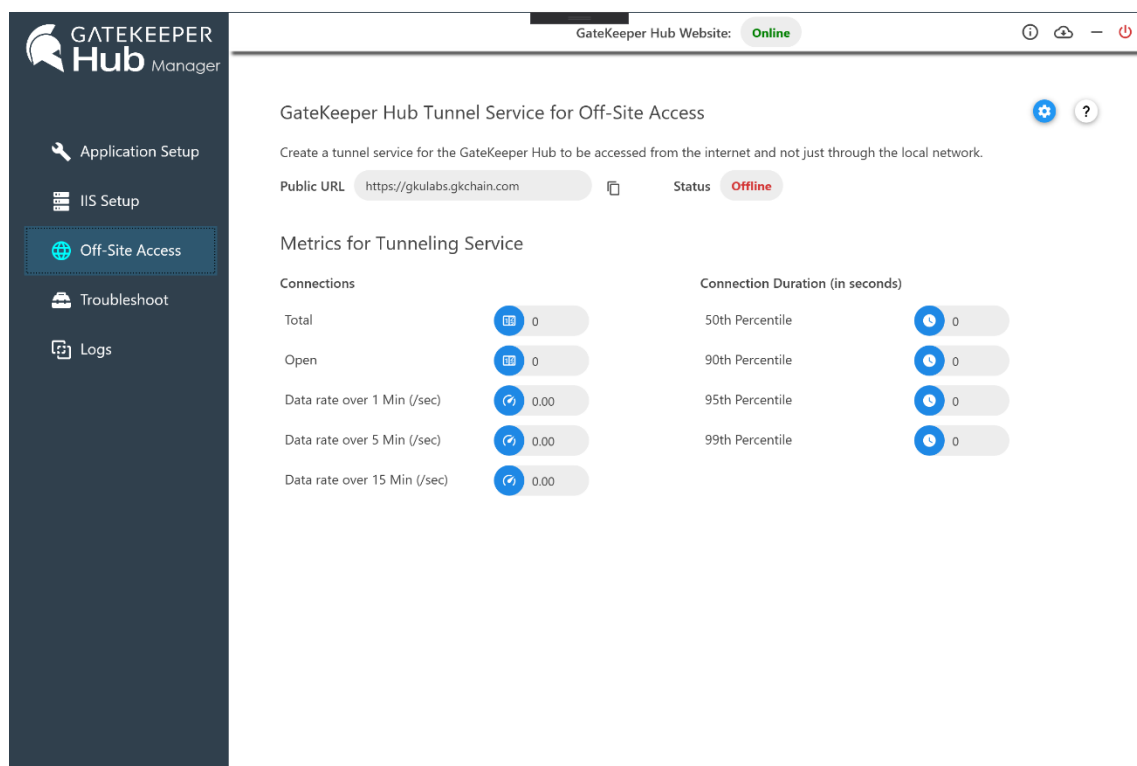 GATEKEEPER
Hub Manager
GateKeeper Hub Website: Online
Application Setup
IIS Setup
Off-Site Access
Troubleshoot
Logs
GateKeeper Hub Tunnel Service for Off-Site Access
?
Create a tunnel service for the GateKeeper Hub to be accessed from the internet and not just through the local network.
Public URL https://gkulabs.gkchain.com Status Offline
Metrics for Tunneling Service
Connections
Total 0
Open 0
Data rate over 1 Min (/sec) 0.00
Data rate over 5 Min (/sec) 0.00
Data rate over 15 Min (/sec) 0.00
Connection Duration (in seconds)
50th Percentile 0
90th Percentile 0
95th Percentile 0
99th Percentile 0